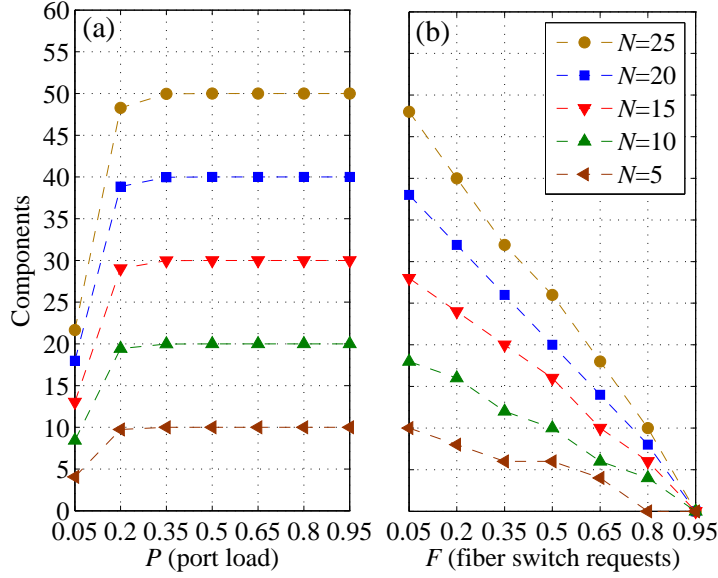 (a)
(b)
N=25
N=20
N=15
N=10
N=5
60
55
50
45
40
35
30
25
20
15
10
5
0
Components
0.05 0.2 0.35 0.5 0.65 0.8 0.95
P (port load)
0.05 0.2 0.35 0.5 0.65 0.8 0.95
F (fiber switch requests)